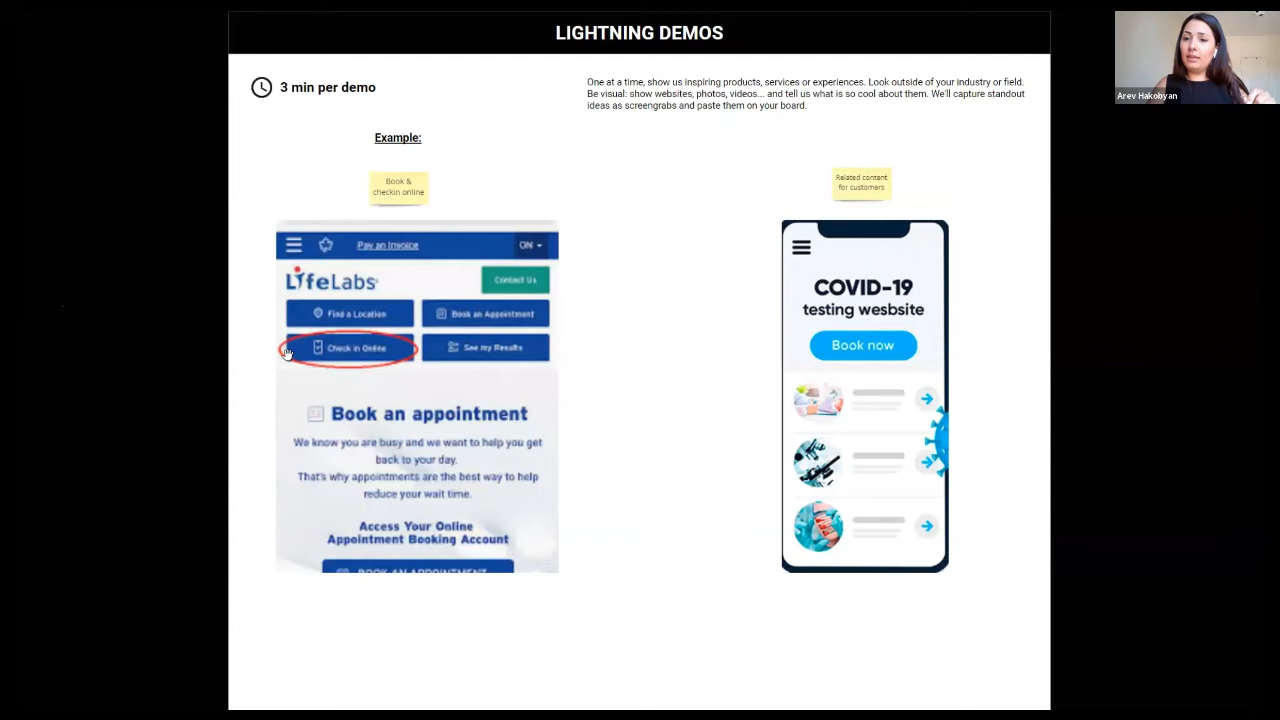 LIGHTNING DEMOS
3 min per demo
One at a time, show us inspiring products, services or experiences. Look outside of your industry or field.
Be visual: show websites, photos, videos... and tell us what is so cool about them. We'll capture standout
ideas as screengrabs and paste them on your board.
Arev Hakobyan
Example:
Book &
checkin online
Related content
for customers
Pay an Invoice
ON
LifeLabs
Contact Us
Find a Location
Book an Appointment
Check in Online
See my Results
Book an appointment
We know you are busy and we want to help you get
back to your day.
That's why appointments are the best way to help
reduce your wait time.
Access Your Online
Appointment Booking Account
BOOK AN APPOINTMENT
COVID-19
testing wesbsite
Book now